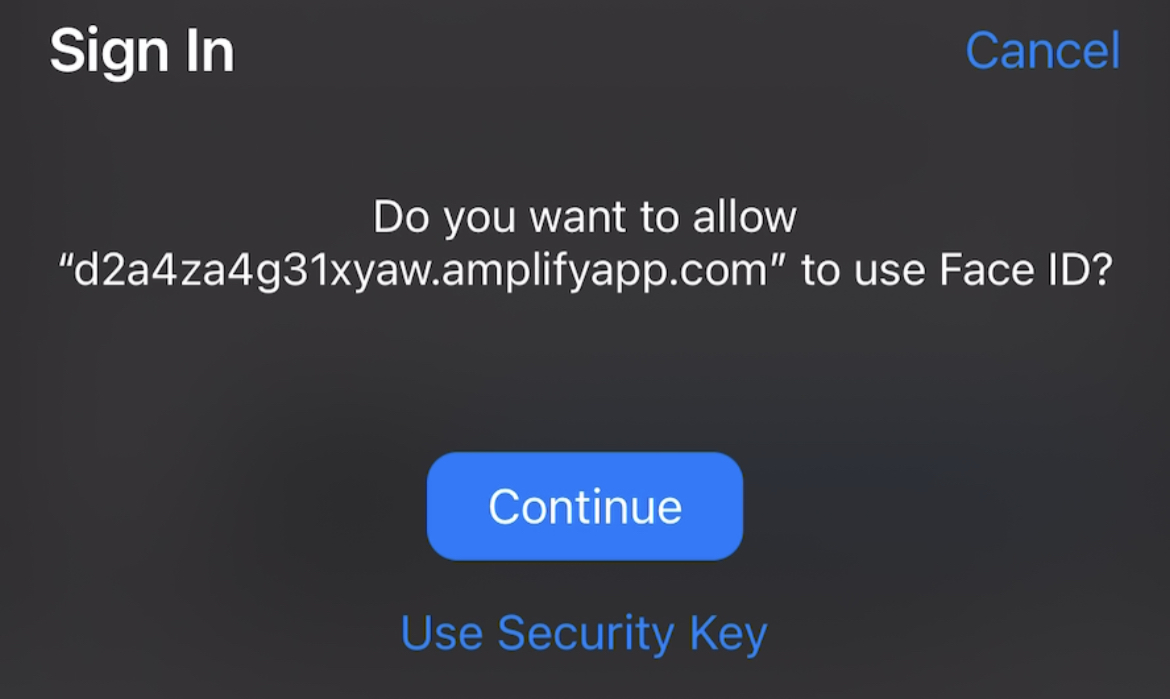 Sign In
Cancel
Do you want to allow
“d2a4za4g31xyaw.amplifyapp.com” to use Face ID?
Continue
Use Security Key